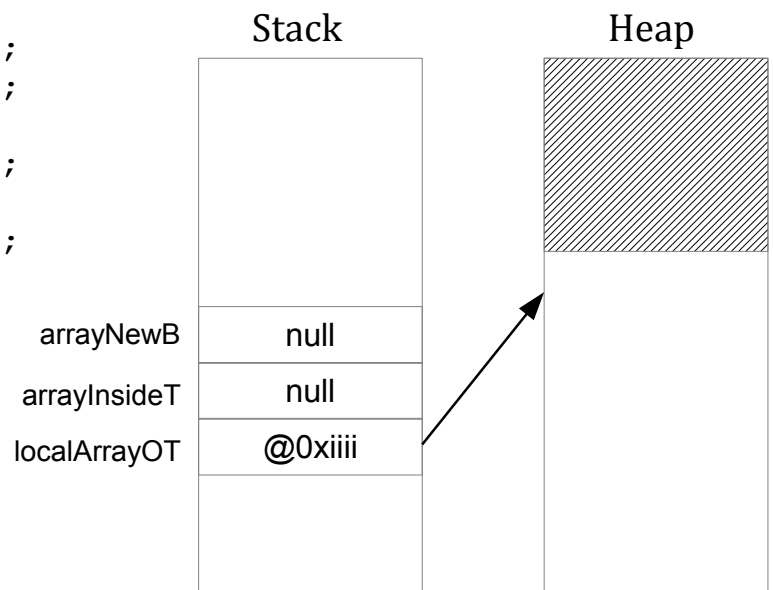 Stack
Heap
;
;
;
;
arrayNewB null
arrayInsideT null
localArrayOT @0xiiii